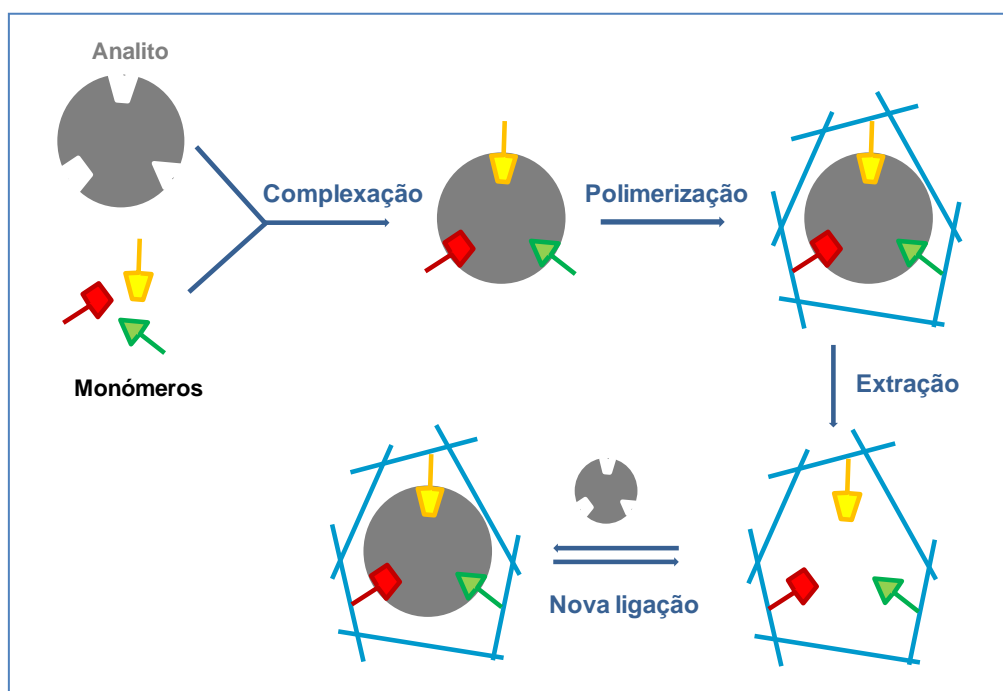 Analito
Complexação
Polimerização
Monómeros
Extração
Nova ligação